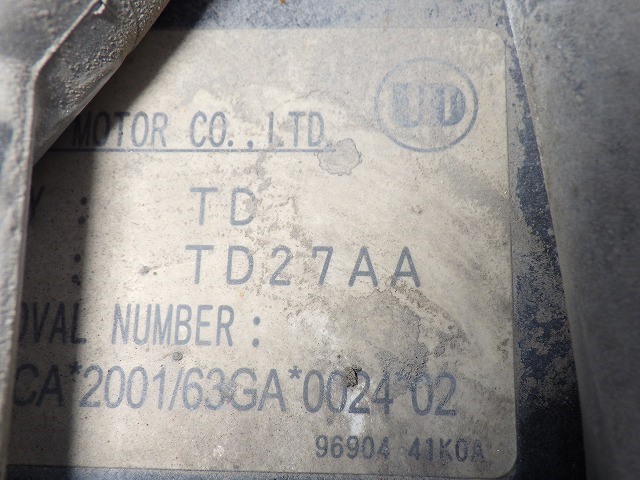 UD
MOTOR CO., LTD.
: TD
: TD27AA
OVAL NUMBER :
CA*2001/63GA*0024*02
96904 41K0A